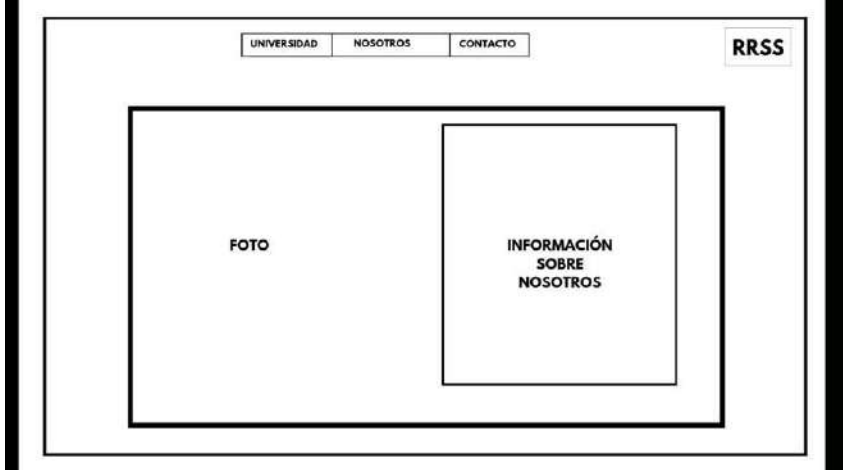 UNIVERSIDAD NOSOTROS CONTACTO
RRSS
FOTO
INFORMACIÓN
SOBRE
NOSOTROS